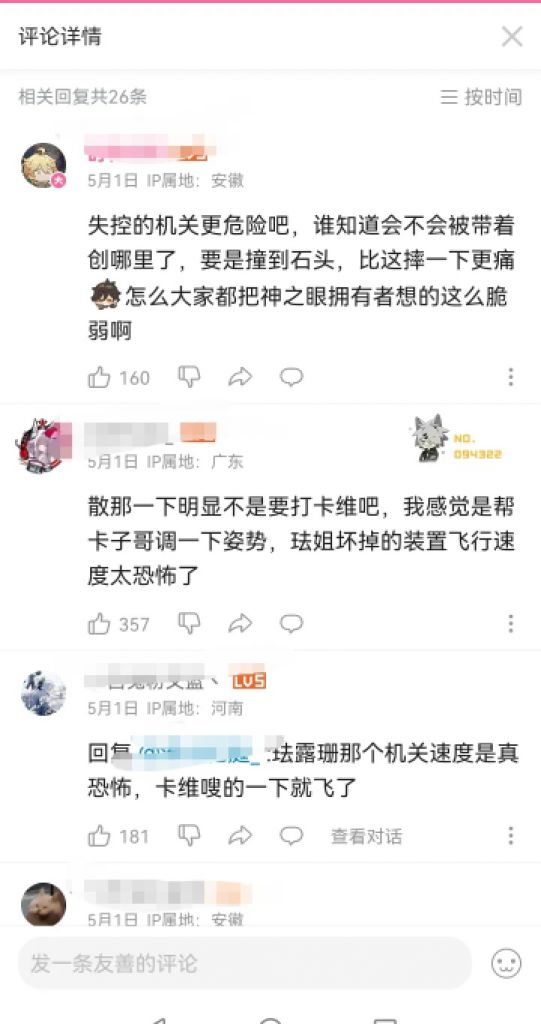 评论详情
相关回复共26条
按时间
5月1日 IP属地：安徽
失控的机关更危险吧，谁知道会不会被带着
创哪里了，要是撞到石头，比这摔一下更痛
怎么大家都把神之眼拥有者想的这么脆
弱啊
160
NO.
094322
5月1日 IP属地：广东
散那一下明显不是要打卡维吧，我感觉是帮
卡子哥调一下姿势，珐姐坏掉的装置飞行速
度太恐怖了
357
LV5
5月1日 IP属地：河南
回复 :珐露珊那个机关速度是真
恐怖，卡维嗖的一下就飞了
181
查看对话
5月1日 IP属地：安徽
发一条友善的评论